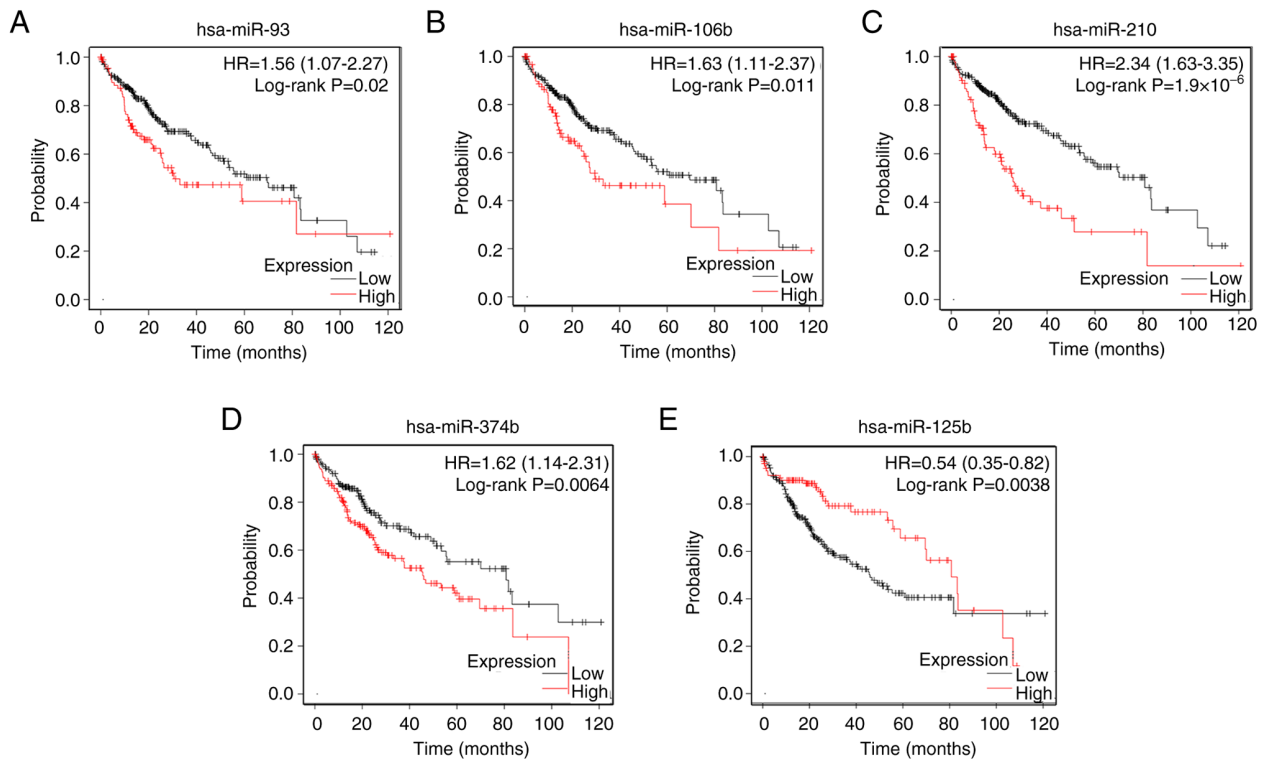 A
hsa-miR-93
HR=1.56 (1.07-2.27)
Log-rank P=0.02
1.0
0.8
0.6
0.4
0.2
0.0
Probability
Expression
Low
High
0 20 40 60 80 100 120
Time (months)
B
hsa-miR-106b
HR=1.63 (1.11-2.37)
Log-rank P=0.011
1.0
0.8
0.6
0.4
0.2
0.0
Probability
Expression
Low
High
0 20 40 60 80 100 120
Time (months)
C
hsa-miR-210
HR=2.34 (1.63-3.35)
Log-rank P=1.9×10⁻⁶
1.0
0.8
0.6
0.4
0.2
0.0
Probability
Expression
Low
High
0 20 40 60 80 100 120
Time (months)
D
hsa-miR-374b
HR=1.62 (1.14-2.31)
Log-rank P=0.0064
1.0
0.8
0.6
0.4
0.2
0.0
Probability
Expression
Low
High
0 20 40 60 80 100 120
Time (months)
E
hsa-miR-125b
HR=0.54 (0.35-0.82)
Log-rank P=0.0038
1.0
0.8
0.6
0.4
0.2
0.0
Probability
Expression
Low
High
0 20 40 60 80 100 120
Time (months)